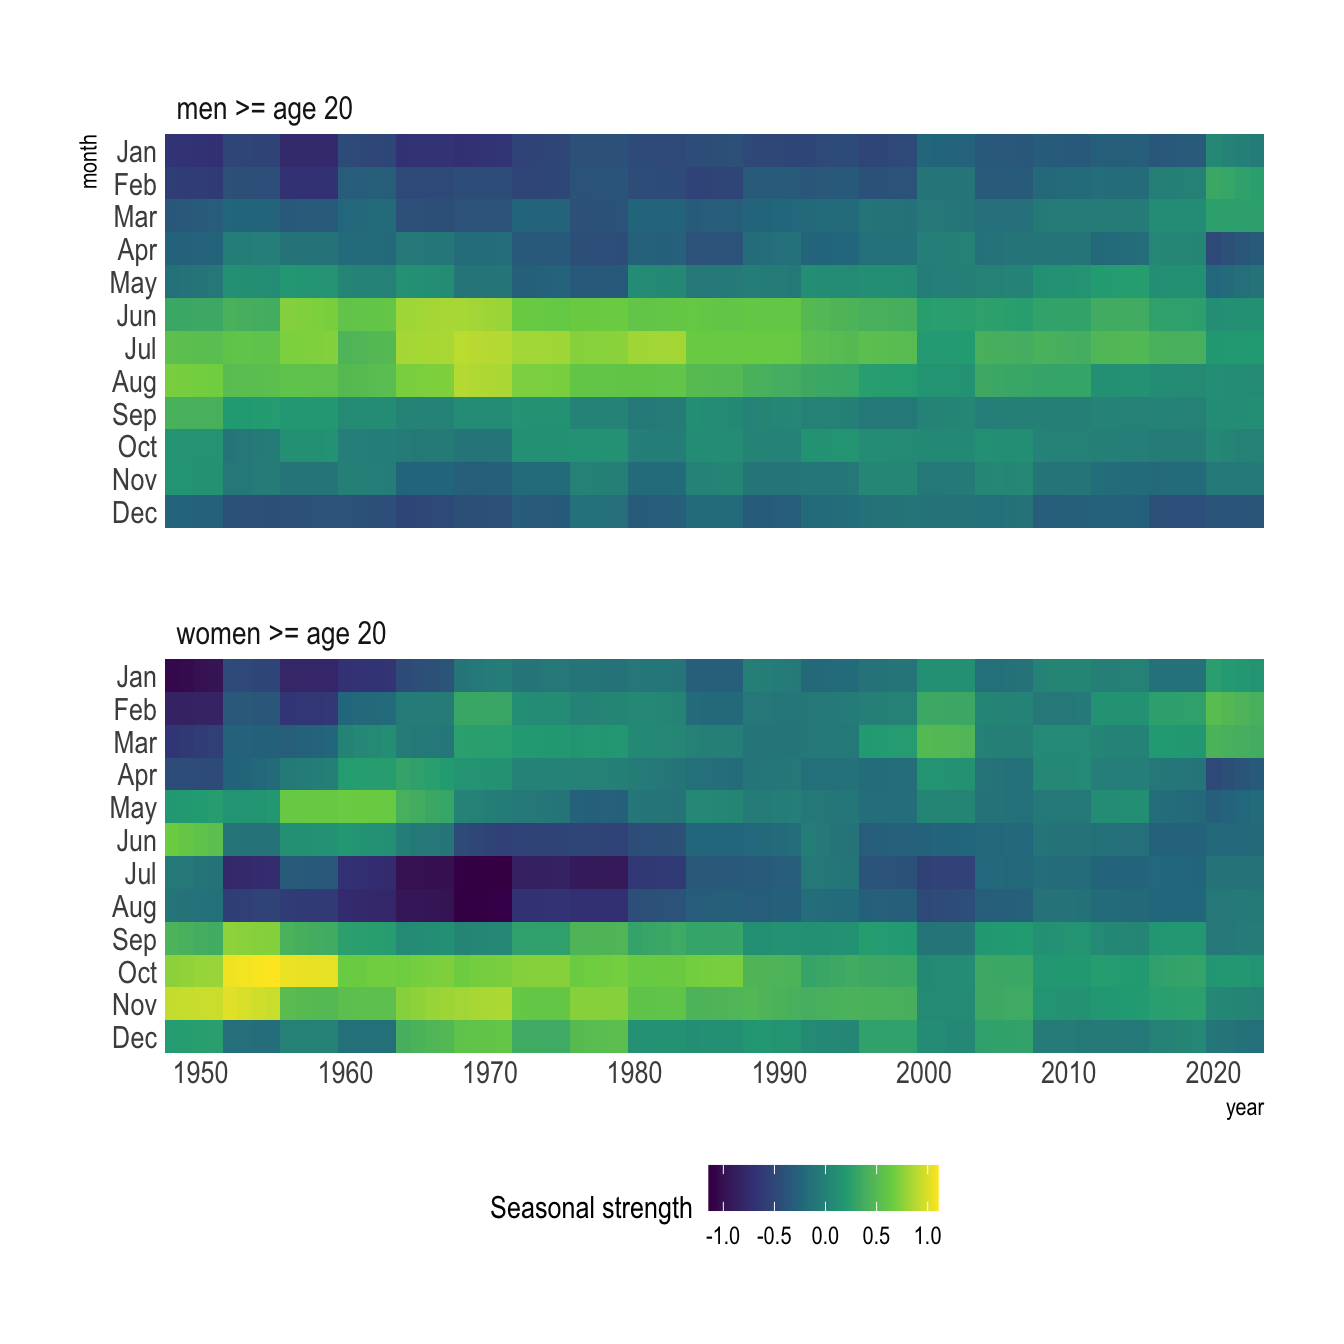 men >= age 20
month
Jan
Feb
Mar
Apr
May
Jun
Jul
Aug
Sep
Oct
Nov
Dec
women >= age 20
Jan
Feb
Mar
Apr
May
Jun
Jul
Aug
Sep
Oct
Nov
Dec
1950 1960 1970 1980 1990 2000 2010 2020
year
Seasonal strength
-1.0 -0.5 0.0 0.5 1.0